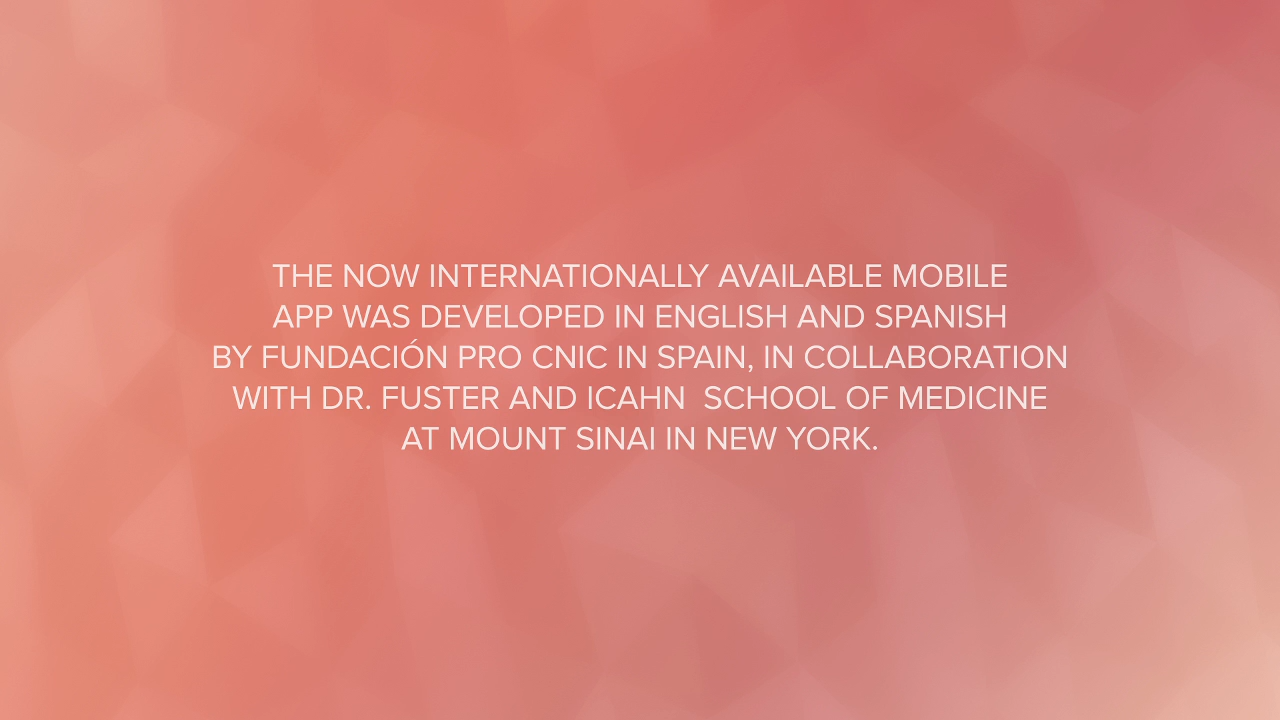 THE NOW INTERNATIONALLY AVAILABLE MOBILE
APP WAS DEVELOPED IN ENGLISH AND SPANISH
BY FUNDACIÓN PRO CNIC IN SPAIN, IN COLLABORATION
WITH DR. FUSTER AND ICAHN  SCHOOL OF MEDICINE
AT MOUNT SINAI IN NEW YORK.